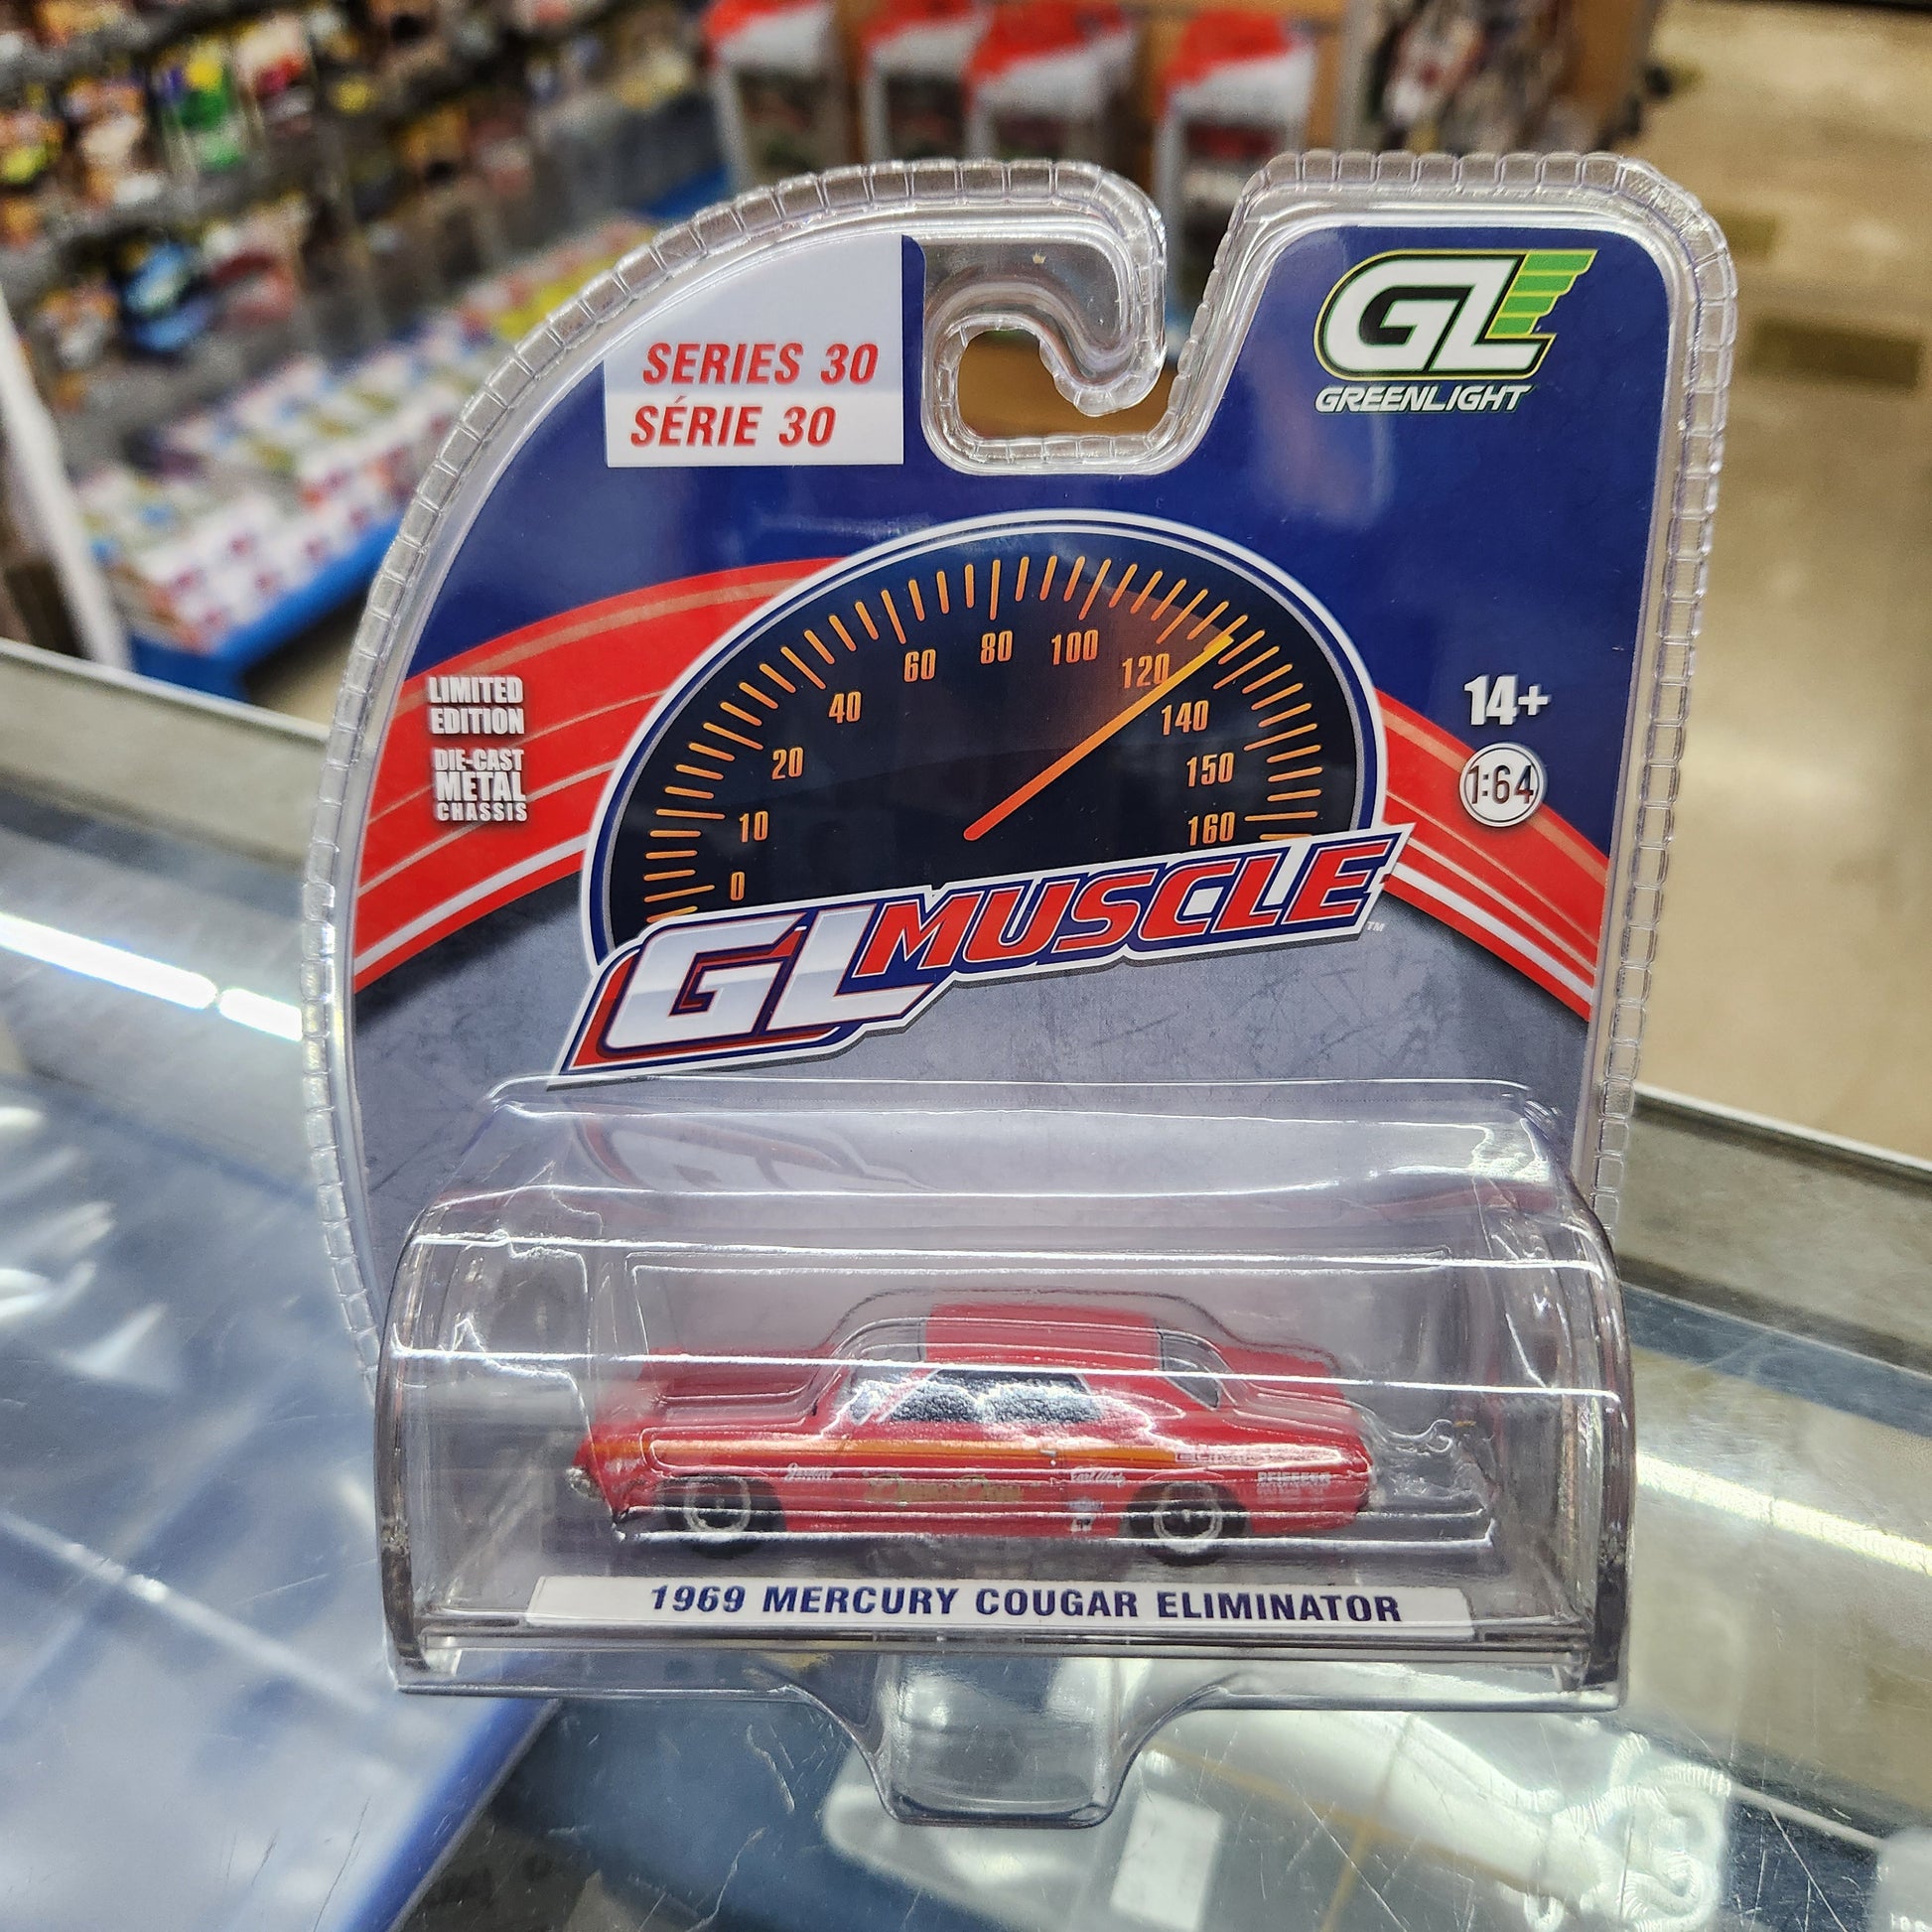 SERIES 30
SÉRIE 30
GL
GREENLIGHT
LIMITED
EDITION
DIE-CAST
METAL
CHASSIS
14+
1:64
0
10
20
40
60
80
100
120
140
150
160
GL MUSCLE™
1969 MERCURY COUGAR ELIMINATOR